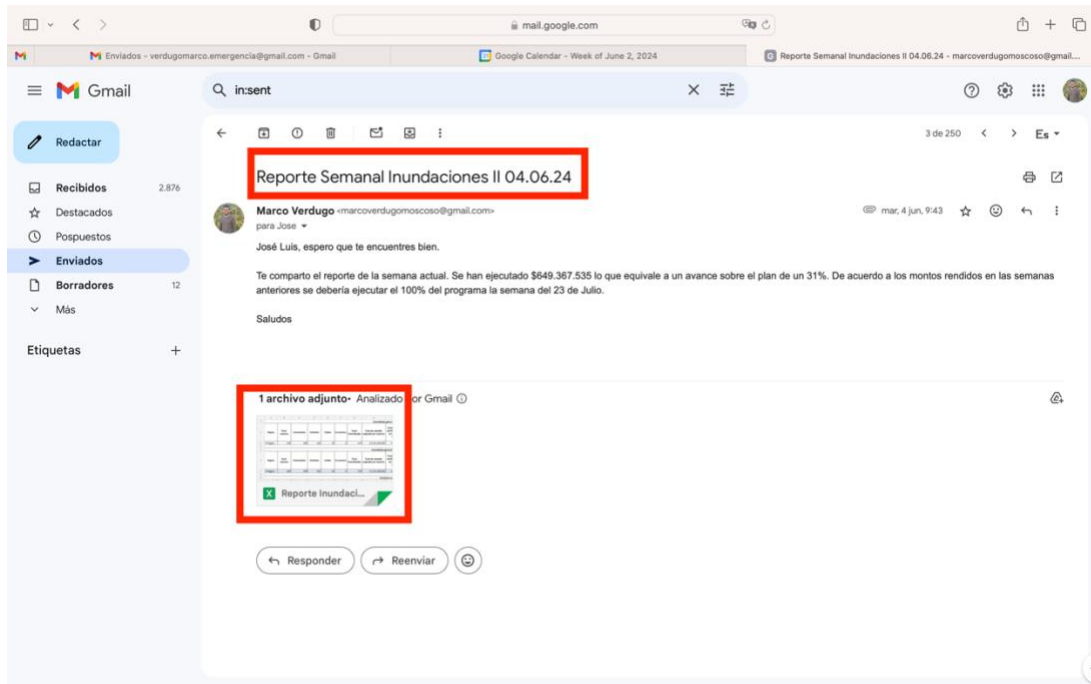 mail.google.com
Enviados - verdugomarco.emergencia@gmail.com - Gmail
Google Calendar - Week of June 2, 2024
Reporte Semanal Inundaciones II 04.06.24 - marcoverdugomoscoso@gmail....
Gmail
in:sent
Redactar
3 de 250
Es
Reporte Semanal Inundaciones II 04.06.24
Recibidos 2.876
Destacados
Pospuestos
Enviados
Borradores 12
Más
Etiquetas
Marco Verdugo <marcoverdugomoscoso@gmail.com>
mar, 4 jun, 9:43
para Jose
José Luis, espero que te encuentres bien.
Te comparto el reporte de la semana actual. Se han ejecutado $649.367.535 lo que equivale a un avance sobre el plan de un 31%. De acuerdo a los montos rendidos en las semanas
anteriores se debería ejecutar el 100% del programa la semana del 23 de Julio.
Saludos
1 archivo adjunto• Analizado por Gmail
Reporte Inundaci...
Responder
Reenviar